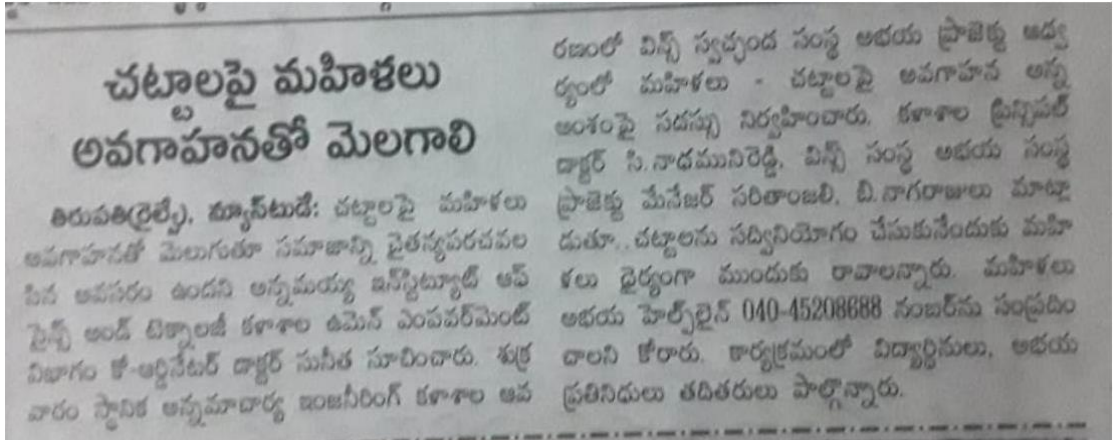 చట్టాలపై మహిళలు
అవగాహనతో మెలగాలి
తిరుపతి(రైల్వే), న్యూస్‌టుడే: చట్టాలపై మహిళలు
అవగాహనతో మెలుగుతూ సమాజాన్ని చైతన్యపరచవల
సిన అవసరం ఉందని అన్నమయ్య ఇన్‌స్టిట్యూట్ ఆఫ్
సైన్స్ అండ్ టెక్నాలజీ కళాశాల ఉమెన్ ఎంపవర్‌మెంట్
విభాగం కో-ఆర్డినేటర్ డాక్టర్ సునీత సూచించారు. శుక్ర
వారం స్థానిక అన్నమాచార్య ఇంజనీరింగ్ కళాశాల ఆవ
రణంలో విన్స్ స్వచ్ఛంద సంస్థ అభయ ప్రాజెక్టు ఆధ్వ
ర్యంలో మహిళలు - చట్టాలపై అవగాహన అన్న
అంశంపై సదస్సు నిర్వహించారు. కళాశాల ప్రిన్సిపల్
డాక్టర్ సి.నాధమునిరెడ్డి, విన్స్ సంస్థ అభయ సంస్థ
ప్రాజెక్టు మేనేజర్ సరితాంజలి, బి.నాగరాజులు మాట్లా
డుతూ.. చట్టాలను సద్వినియోగం చేసుకునేందుకు మహి
ళలు ధైర్యంగా ముందుకు రావాలన్నారు. మహిళలు
అభయ హెల్ప్‌లైన్ 040-45208688 నంబర్‌ను సంప్రదిం
చాలని కోరారు. కార్యక్రమంలో విద్యార్థినులు, అభయ
ప్రతినిధులు తదితరులు పాల్గొన్నారు.